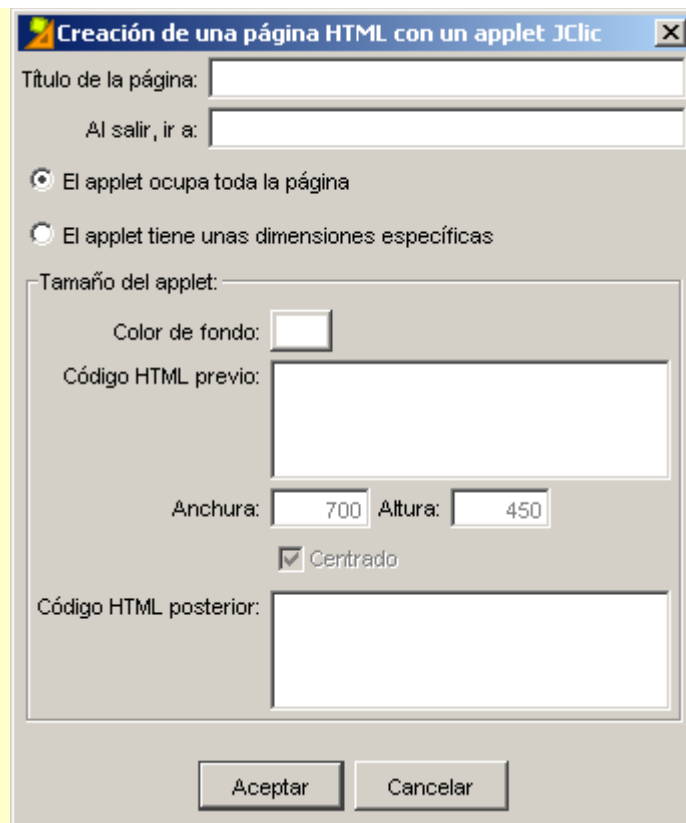 Creación de una página HTML con un applet JClic
Título de la página:
Al salir, ir a:
El applet ocupa toda la página
El applet tiene unas dimensiones específicas
Tamaño del applet:
Color de fondo:
Código HTML previo:
Anchura: 700 Altura: 450
Centrado
Código HTML posterior:
Aceptar Cancelar